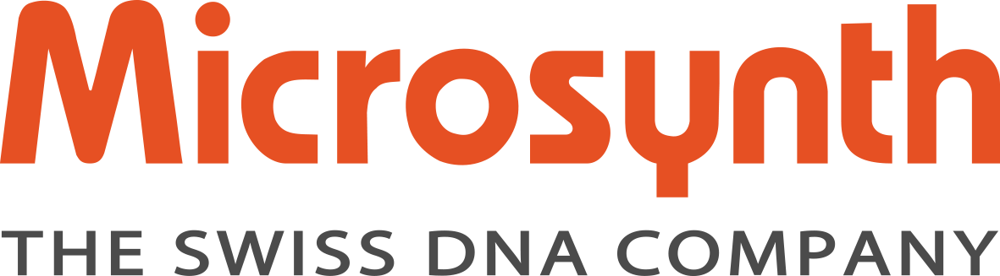 Microsynth
THE SWISS DNA COMPANY